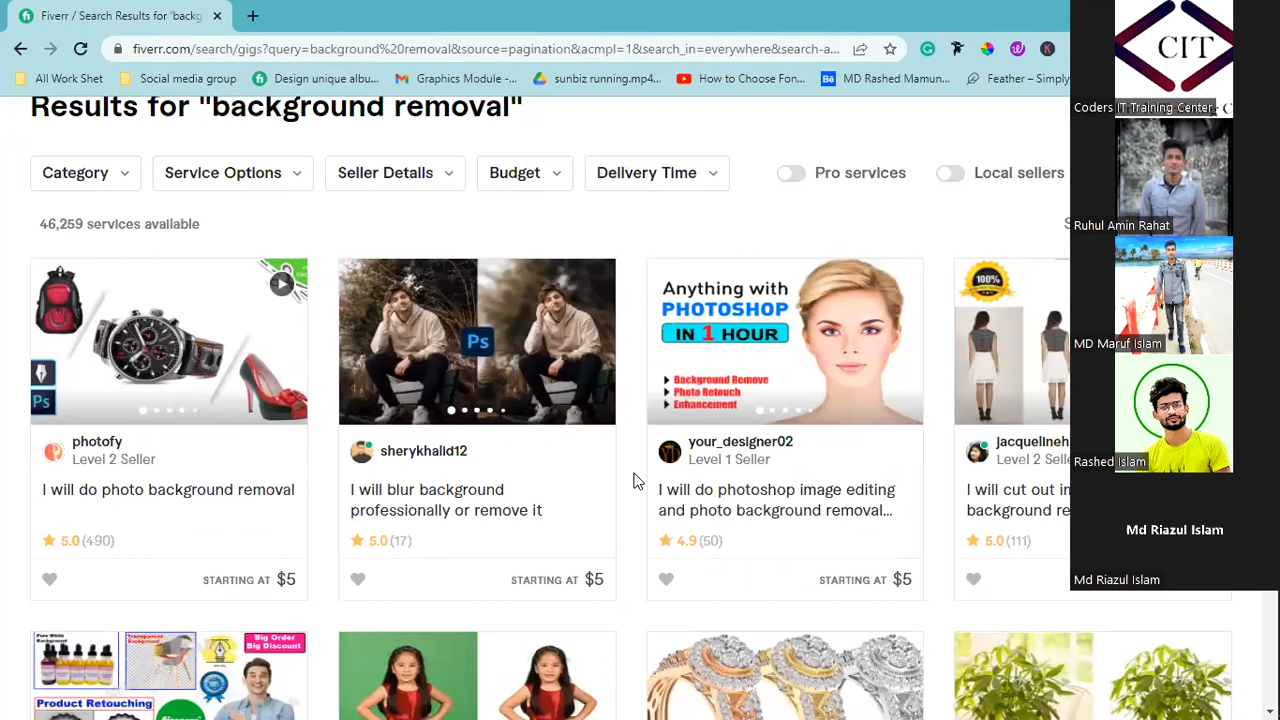 Fiverr / Search Results for 'backg
fiverr.com/search/gigs?query=background%20removal&source=pagination&acmpl=1&search_in=everywhere&search-a...
All Work Shet
Social media group
Design unique albu...
Graphics Module -...
sunbiz running.mp4...
How to Choose Fon...
MD Rashed Mamun...
Feather – Simply
Results for "background removal"
Category
Service Options
Seller Details
Budget
Delivery Time
Pro services
Local sellers
46,259 services available
Ps
photofy
Level 2 Seller
I will do photo background removal
5.0 (490)
STARTING AT $5
Ps
sherykhalid12
I will blur background
professionally or remove it
5.0 (17)
STARTING AT $5
Anything with
PHOTOSHOP
IN 1 HOUR
Background Remove
Photo Retouch
Enhancement
your_designer02
Level 1 Seller
I will do photoshop image editing
and photo background removal...
4.9 (50)
STARTING AT $5
100%
jacquelineh
Level 2 Selle
I will cut out im
background re
5.0 (111)
STARTING AT $5
Pure White
Background
Transparent
Background
Big Order
Big Discount
Product Retouching
CIT
Coders IT Training Center
Ruhul Amin Rahat
MD Maruf Islam
Rashed Islam
Md Riazul Islam
Md Riazul Islam